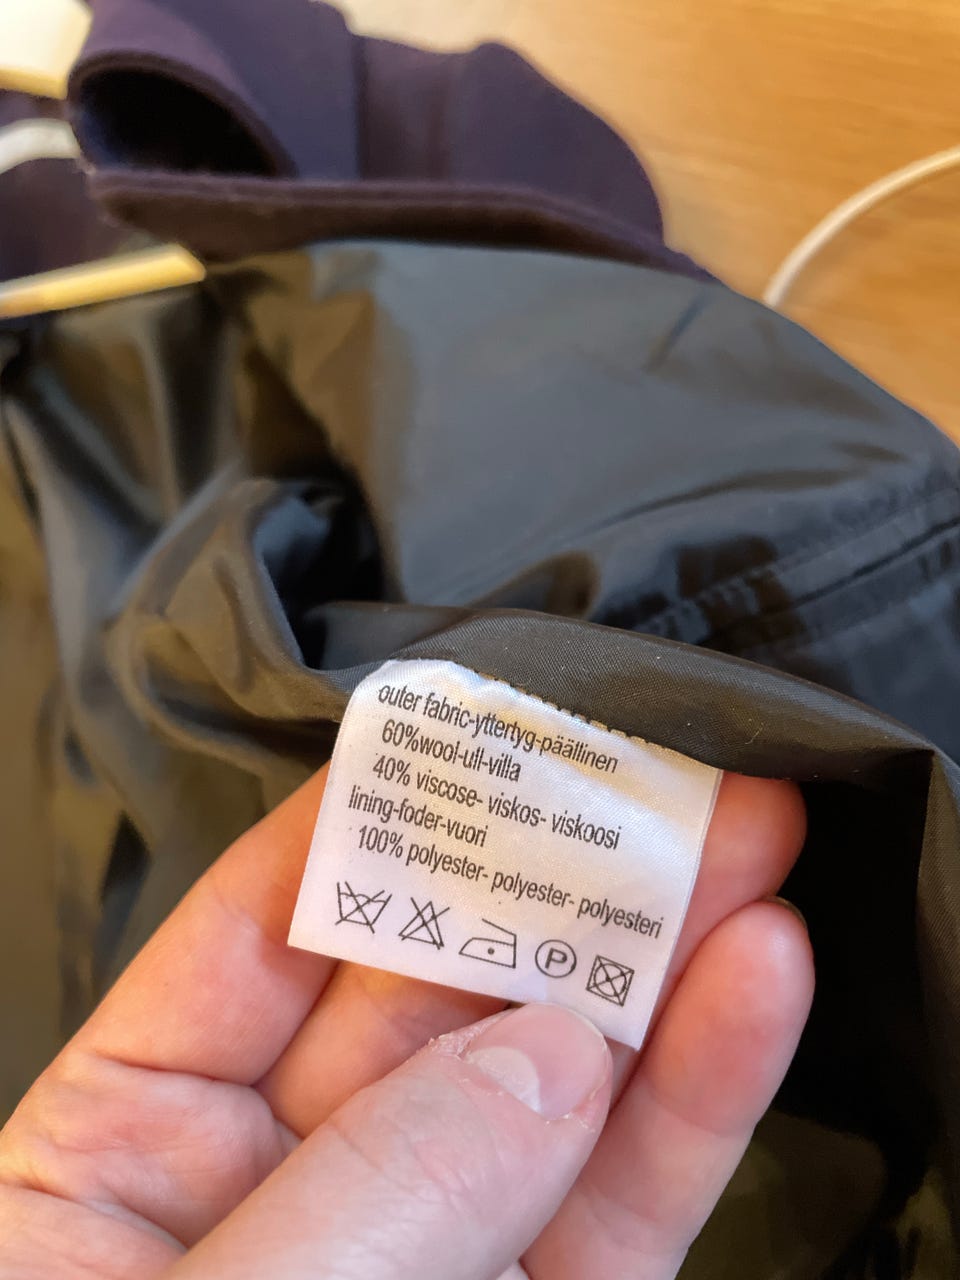 outer fabric-yttertyg-päällinen
60%wool-ull-villa
40% viscose- viskos- viskoosi
lining-foder-vuori
100% polyester- polyester- polyesteri
P